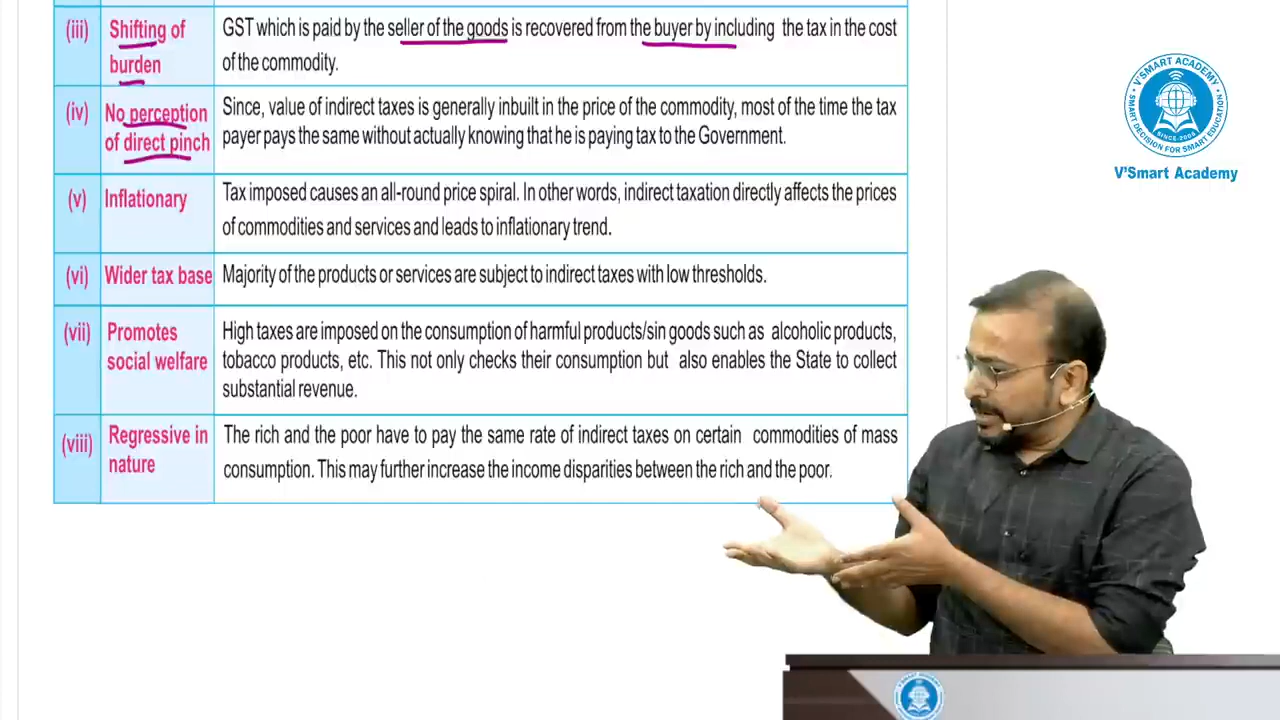 (iii) Shifting of burden
GST which is paid by the seller of the goods is recovered from the buyer by including the tax in the cost
of the commodity.
(iv) No perception of direct pinch
Since, value of indirect taxes is generally inbuilt in the price of the commodity, most of the time the tax
payer pays the same without actually knowing that he is paying tax to the Government.
(v) Inflationary
Tax imposed causes an all-round price spiral. In other words, indirect taxation directly affects the prices
of commodities and services and leads to inflationary trend.
(vi) Wider tax base
Majority of the products or services are subject to indirect taxes with low thresholds.
(vii) Promotes social welfare
High taxes are imposed on the consumption of harmful products/sin goods such as alcoholic products,
tobacco products, etc. This not only checks their consumption but also enables the State to collect
substantial revenue.
(viii) Regressive in nature
The rich and the poor have to pay the same rate of indirect taxes on certain commodities of mass
consumption. This may further increase the income disparities between the rich and the poor.
V'SMART ACADEMY
SMART DECISION FOR SMART EDUCATION
SINCE-2006
V'Smart Academy